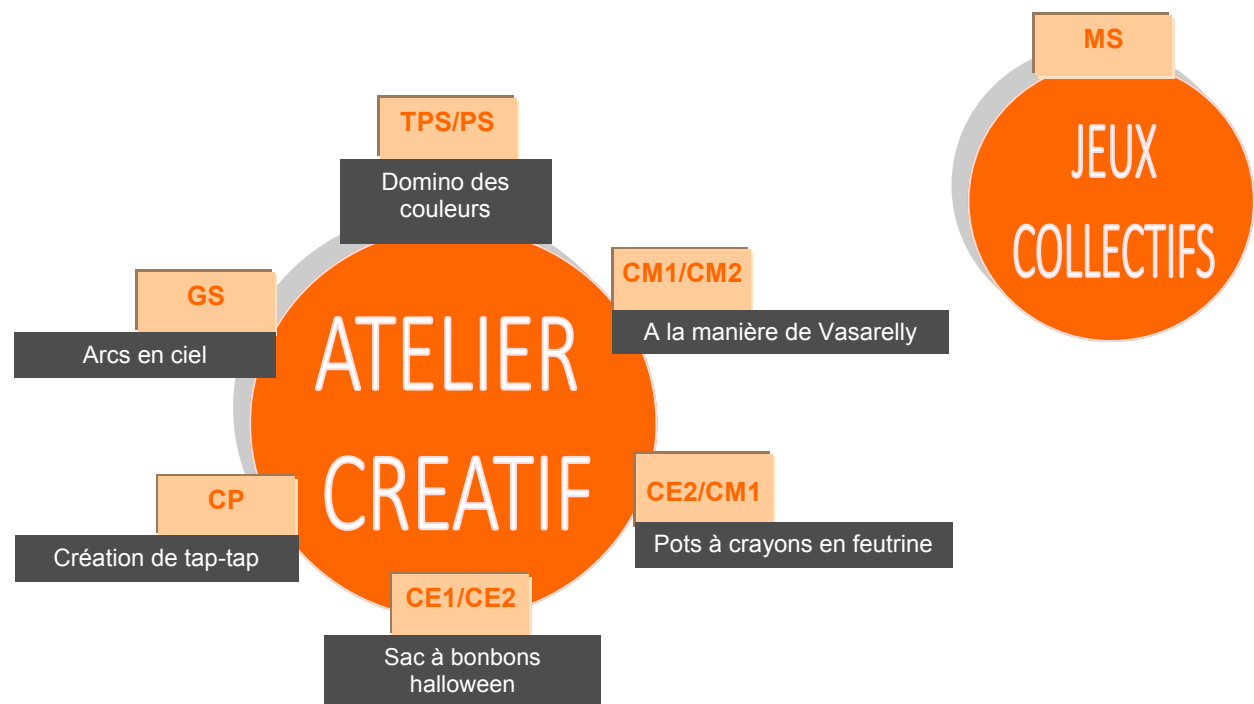 MS
JEUX
COLLECTIFS
TPS/PS
Domino des
couleurs
CM1/CM2
A la manière de Vasarelly
GS
Arcs en ciel
ATELIER
CREATIF
CE2/CM1
Pots à crayons en feutrine
CP
Création de tap-tap
CE1/CE2
Sac à bonbons
halloween